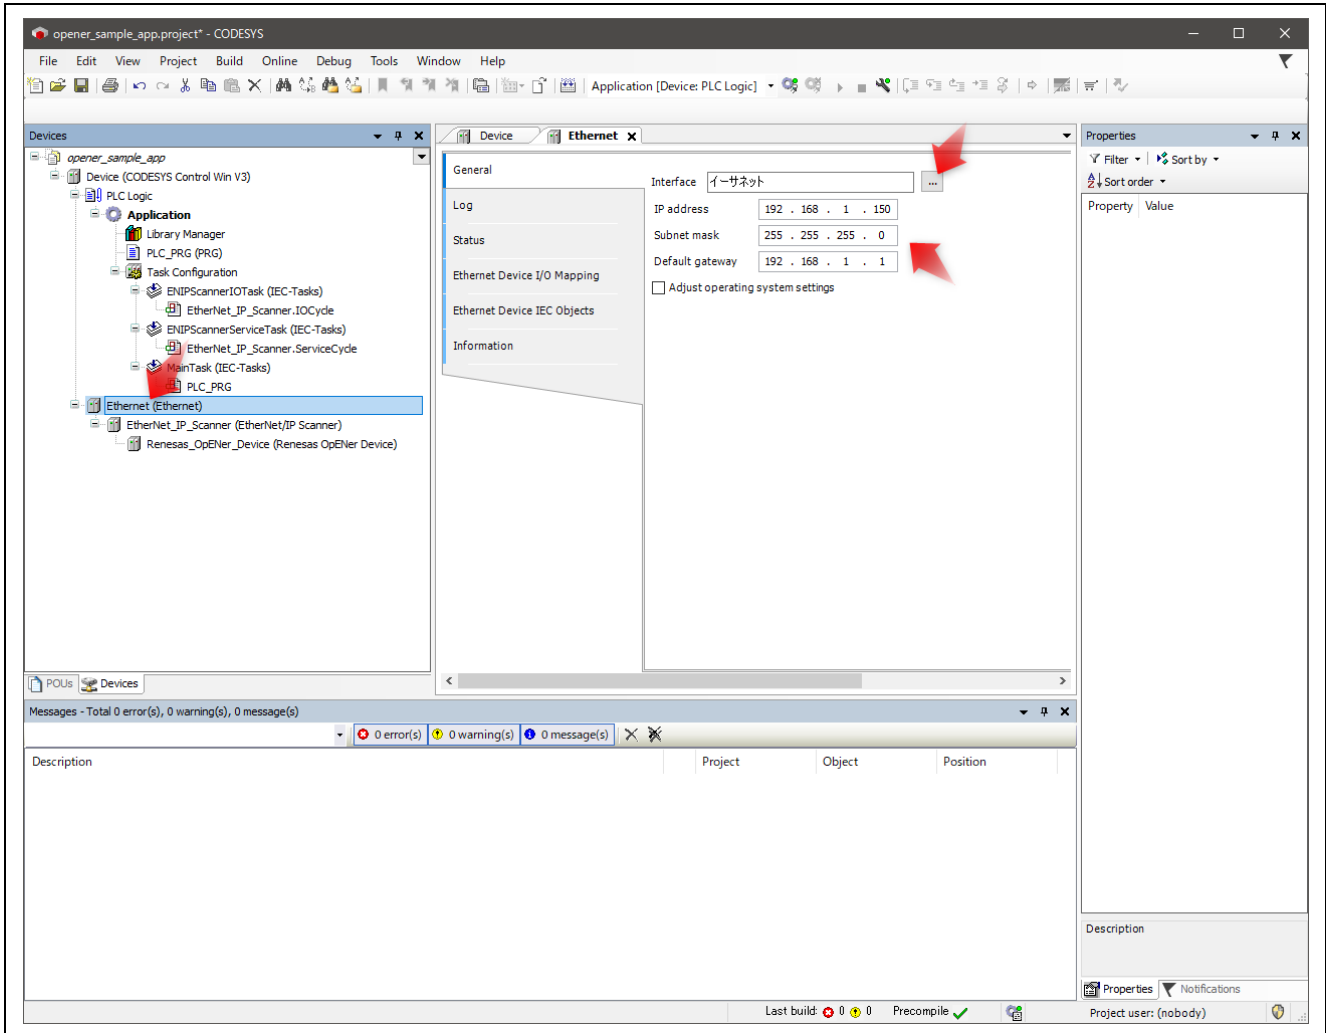 opener_sample_app.project* - CODESYS
File Edit View Project Build Online Debug Tools Window Help
Application [Device: PLC Logic]
Devices
opener_sample_app
Device (CODESYS Control Win V3)
PLC Logic
Application
Library Manager
PLC_PRG (PRG)
Task Configuration
ENIPScannerIOTask (IEC-Tasks)
EtherNet_IP_Scanner.IOCycle
ENIPScannerServiceTask (IEC-Tasks)
EtherNet_IP_Scanner.ServiceCycle
MainTask (IEC-Tasks)
PLC_PRG
Ethernet (Ethernet)
EtherNet_IP_Scanner (EtherNet/IP Scanner)
Renesas_OpENer_Device (Renesas OpENer Device)
POUs Devices
Device Ethernet
General
Log
Status
Ethernet Device I/O Mapping
Ethernet Device IEC Objects
Information
Interface イーサネット ...
IP address 192 . 168 . 1 . 150
Subnet mask 255 . 255 . 255 . 0
Default gateway 192 . 168 . 1 . 1
Adjust operating system settings
Properties
Filter Sort by
Sort order
Property Value
Description
Properties Notifications
Messages - Total 0 error(s), 0 warning(s), 0 message(s)
0 error(s) 0 warning(s) 0 message(s)
Description Project Object Position
Last build: 0 0 Precompile Project user: (nobody)